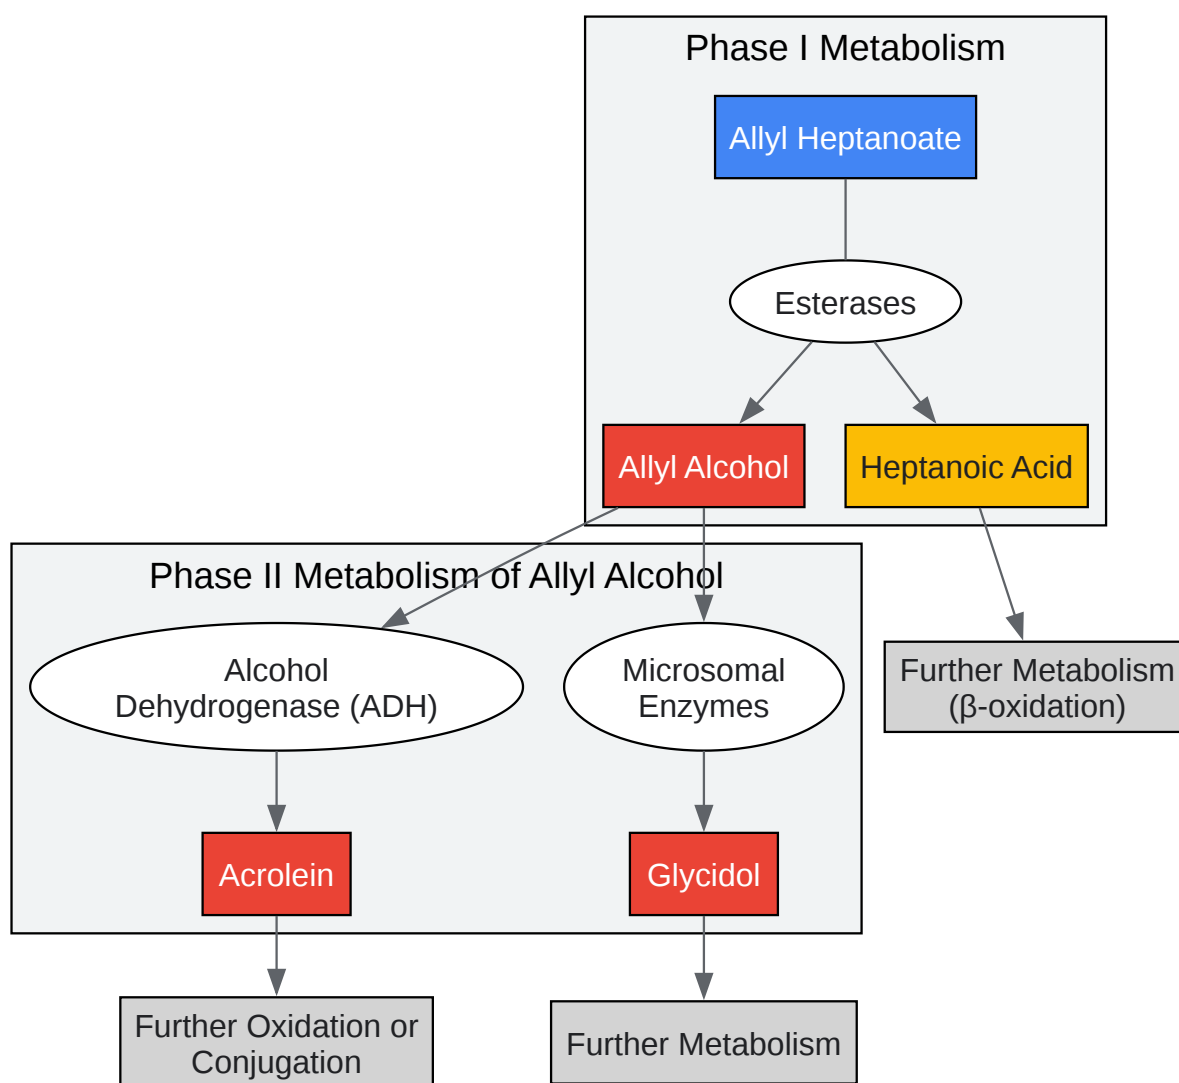 Phase I Metabolism
Allyl Heptanoate
Esterases
Allyl Alcohol
Heptanoic Acid
Phase II Metabolism of Allyl Alcohol
Alcohol
Dehydrogenase (ADH)
Microsomal
Enzymes
Further Metabolism
(β-oxidation)
Acrolein
Glycidol
Further Oxidation or
Conjugation
Further Metabolism